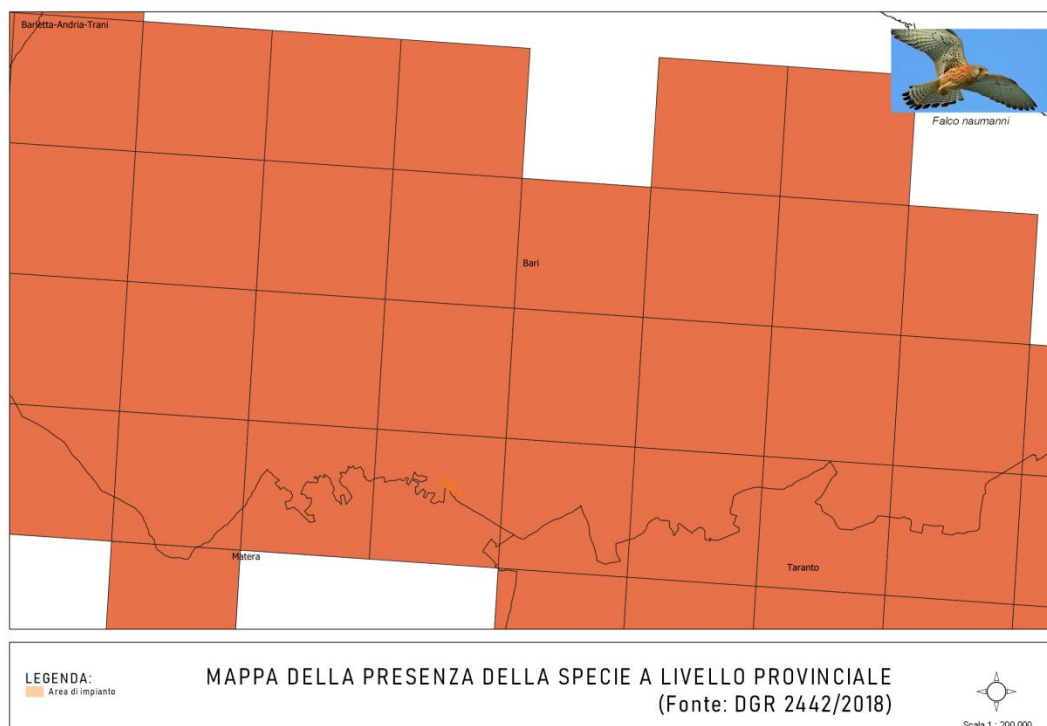 Barletta-Andria-Trani
Falco naumanni
Bari
Matera
Taranto
LEGENDA:
Area di impianto
MAPPA DELLA PRESENZA DELLA SPECIE A LIVELLO PROVINCIALE
(Fonte: DGR 2442/2018)
Scala 1 : 200.000